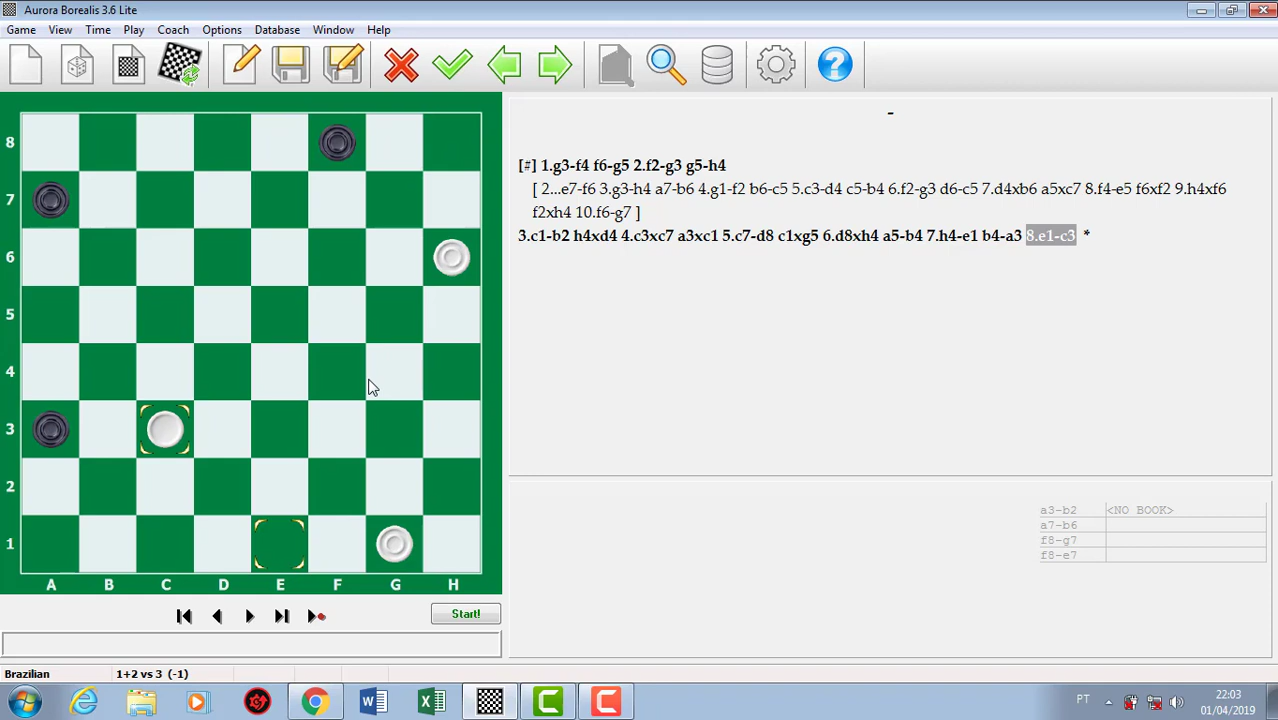 Aurora Borealis 3.6 Lite
Game View Time Play Coach Options Database Window Help
-
[#] 1.g3-f4 f6-g5 2.f2-g3 g5-h4
[ 2...e7-f6 3.g3-h4 a7-b6 4.g1-f2 b6-c5 5.c3-d4 c5-b4 6.f2-g3 d6-c5 7.d4xb6 a5xc7 8.f4-e5 f6xf2 9.h4xf6
f2xh4 10.f6-g7 ]
3.c1-b2 h4xd4 4.c3xc7 a3xc1 5.c7-d8 c1xg5 6.d8xh4 a5-b4 7.h4-e1 b4-a3 8.e1-c3 *
8
7
6
5
4
3
2
1
A B C D E F G H
a3-b2 <NO BOOK>
a7-b6
f8-g7
f8-e7
Start!
Brazilian 1+2 vs 3 (-1)
PT
22:03
01/04/2019